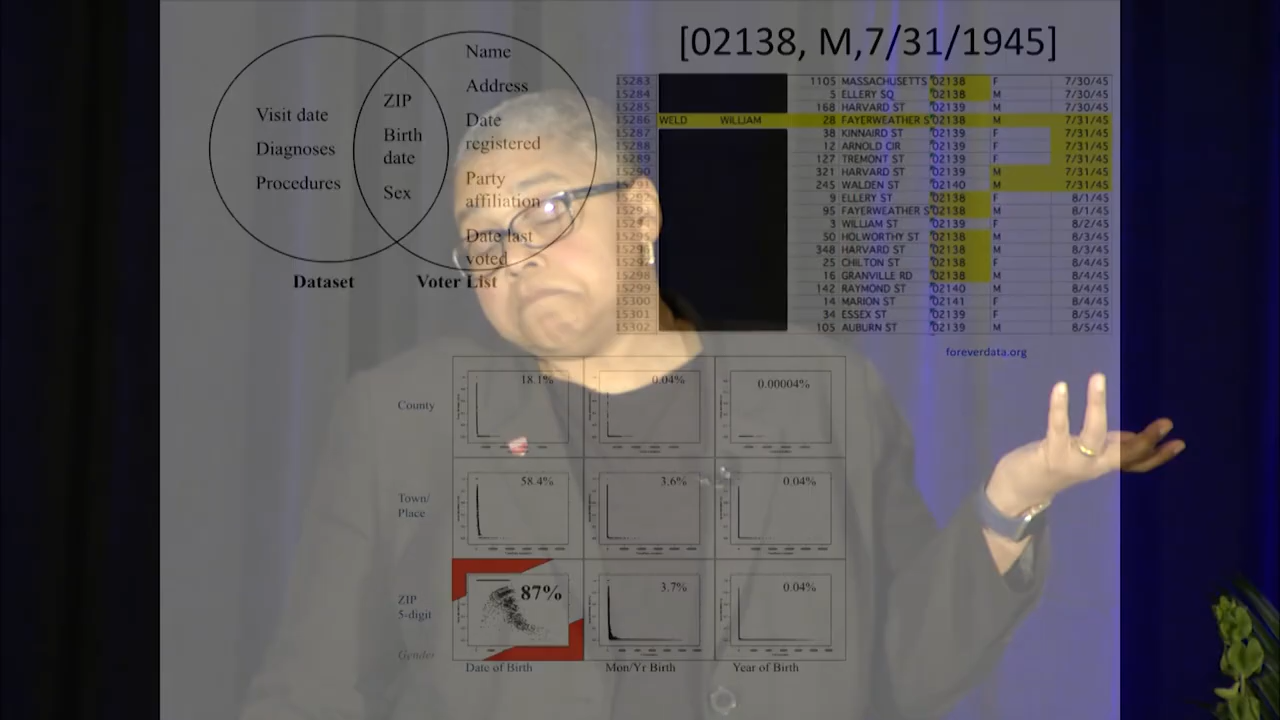 [02138, M,7/31/1945]
Name
Address
Date
registered
Party
affiliation
Date last
voted
ZIP
Birth
date
Sex
Visit date
Diagnoses
Procedures
Dataset
Voter List
15283 1105 MASSACHUSETTS '02138 F 7/30/45
15284 5 ELLERY SQ '02138 M 7/30/45
15285 168 HARVARD ST '02139 M 7/30/45
15286 WELD WILLIAM 28 FAYERWEATHER S '02138 M 7/31/45
15287 38 KINNAIRD ST '02139 F 7/31/45
15288 12 ARNOLD CIR '02139 F 7/31/45
15289 127 TREMONT ST '02139 F 7/31/45
15290 321 HARVARD ST '02139 M 7/31/45
15291 245 WALDEN ST '02140 M 7/31/45
15292 9 ELLERY ST '02138 F 8/1/45
95 FAYERWEATHER S '02138 M 8/1/45
3 WILLIAM ST '02139 F 8/2/45
50 HOLWORTHY ST '02138 M 8/3/45
348 HARVARD ST '02138 M 8/3/45
25 CHILTON ST '02138 F 8/4/45
16 GRANVILLE RD '02138 M 8/4/45
15299 142 RAYMOND ST '02140 M 8/4/45
15300 14 MARION ST '02141 F 8/4/45
15301 34 ESSEX ST '02139 F 8/5/45
15302 105 AUBURN ST '02139 M 8/5/45
foreverdata.org
County 18.1% 0.04% 0.00004%
Town/
Place 58.4% 3.6% 0.04%
ZIP
5-digit 87% 3.7% 0.04%
Gender
Date of Birth Mon/Yr Birth Year of Birth